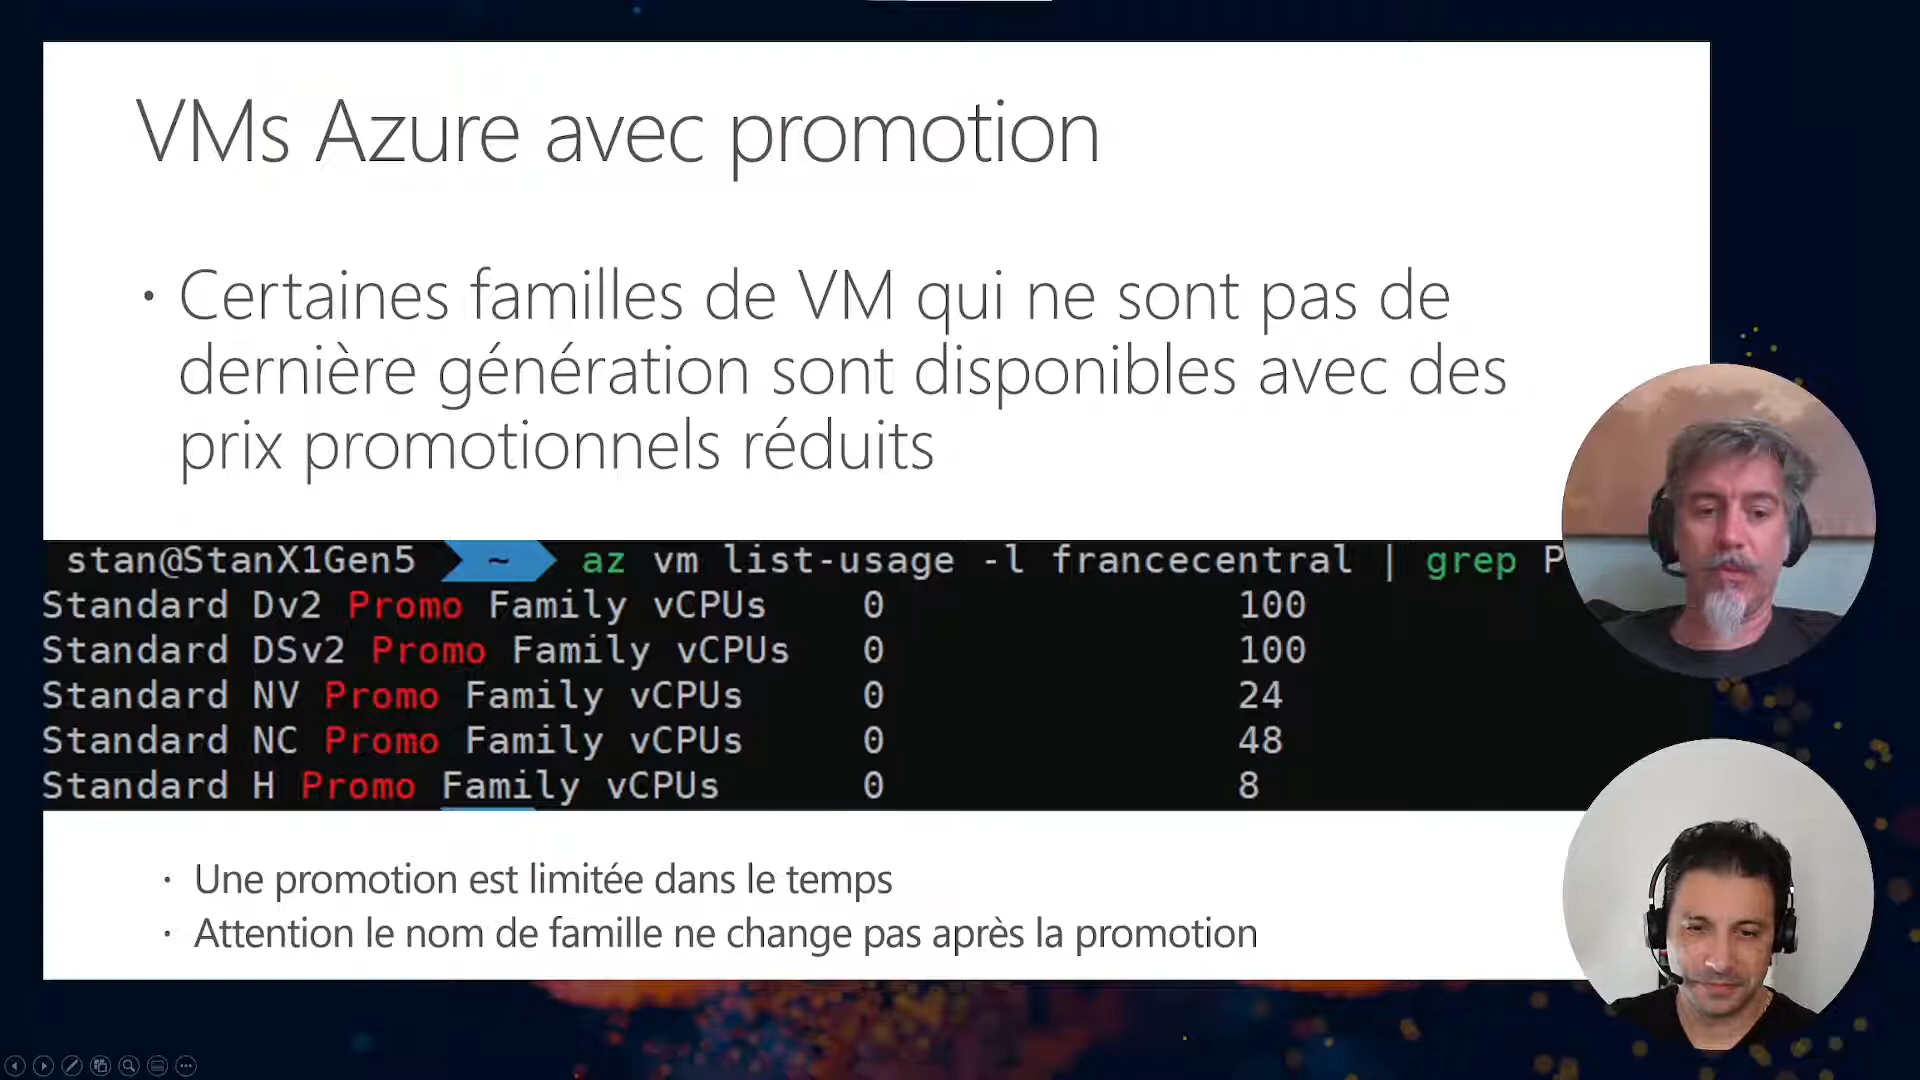 VMs Azure avec promotion
• Certaines familles de VM qui ne sont pas de
dernière génération sont disponibles avec des
prix promotionnels réduits
stan@StanX1Gen5 ~ az vm list-usage -l francecentral | grep P
Standard Dv2 Promo Family vCPUs 0 100
Standard DSv2 Promo Family vCPUs 0 100
Standard NV Promo Family vCPUs 0 24
Standard NC Promo Family vCPUs 0 48
Standard H Promo Family vCPUs 0 8
• Une promotion est limitée dans le temps
• Attention le nom de famille ne change pas après la promotion